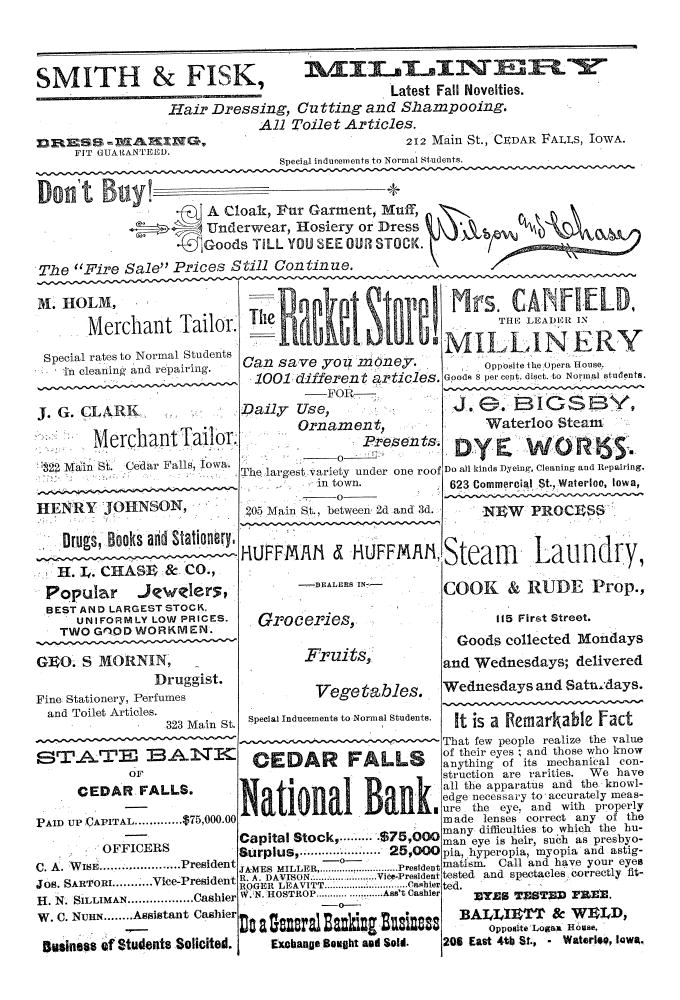 SMITH & FISK,
MILLINERY
Latest Fall Novelties.
Hair Dressing, Cutting and Shampooing.
All Toilet Articles.
DRESS-MAKING,
FIT GUARANTEED.
212 Main St., CEDAR FALLS, IOWA.
Special inducements to Normal Students.
Don't Buy!
A Cloak, Fur Garment, Muff,
Underwear, Hosiery or Dress
Goods TILL YOU SEE OUR STOCK.
Wilson and Chase
The "Fire Sale" Prices Still Continue.
M. HOLM,
Merchant Tailor.
Special rates to Normal Students
in cleaning and repairing.
J. G. CLARK
Merchant Tailor.
322 Main St. Cedar Falls, Iowa.
HENRY JOHNSON,
Drugs, Books and Stationery.
H. L. CHASE & CO.,
Popular Jewelers,
BEST AND LARGEST STOCK,
UNIFORMLY LOW PRICES.
TWO GOOD WORKMEN.
GEO. S MORNIN,
Druggist.
Fine Stationery, Perfumes
and Toilet Articles.
323 Main St.
STATE BANK
OF
CEDAR FALLS.
PAID UP CAPITAL............$75,000.00
OFFICERS
C. A. WISE.......................President
JOS. SARTORI...........Vice-President
H. N. SILLIMAN..................Cashier
W. C. NUHN........Assistant Cashier
Business of Students Solicited.
The Racket Store!
Can save you money.
1001 different articles.
—FOR—
Daily Use,
Ornament,
Presents.
—o—
The largest variety under one roof
in town.
—o—
205 Main St., between 2d and 3d.
HUFFMAN & HUFFMAN,
—DEALERS IN—
Groceries,
Fruits,
Vegetables.
Special Inducements to Normal Students.
CEDAR FALLS
National Bank.
Capital Stock,..........$75,000
Surplus,........................ 25,000
—o—
JAMES MILLER,........................President
R. A. DAVISON....................Vice-President
ROGER LEAVITT.........................Cashier
W. N. HOSTROP..................Ass't Cashier
—o—
Do a General Banking Business
Exchange Bought and Sold.
Mrs. CANFIELD,
THE LEADER IN
MILLINERY
Opposite the Opera House,
Goods 8 per cent. disct. to Normal students.
J. G. BIGSBY,
Waterloo Steam
DYE WORKS.
Do all kinds Dyeing, Cleaning and Repairing.
623 Commercial St., Waterloo, Iowa,
NEW PROCESS
Steam Laundry,
COOK & RUDE Prop.,
115 First Street.
Goods collected Mondays
and Wednesdays; delivered
Wednesdays and Satudays.
It is a Remarkable Fact
That few people realize the value
of their eyes ; and those who know
anything of its mechanical con-
struction are rarities. We have
all the apparatus and the knowl-
edge necessary to accurately meas-
ure the eye, and with properly
made lenses correct any of the
many difficulties to which the hu-
man eye is heir, such as presbyo-
pia, hyperopia, myopia and astig-
matism. Call and have your eyes
tested and spectacles correctly fit-
ted.
EYES TESTED FREE.
BALLIETT & WELD,
Opposite Logan House,
206 East 4th St., - Waterloo, Iowa.